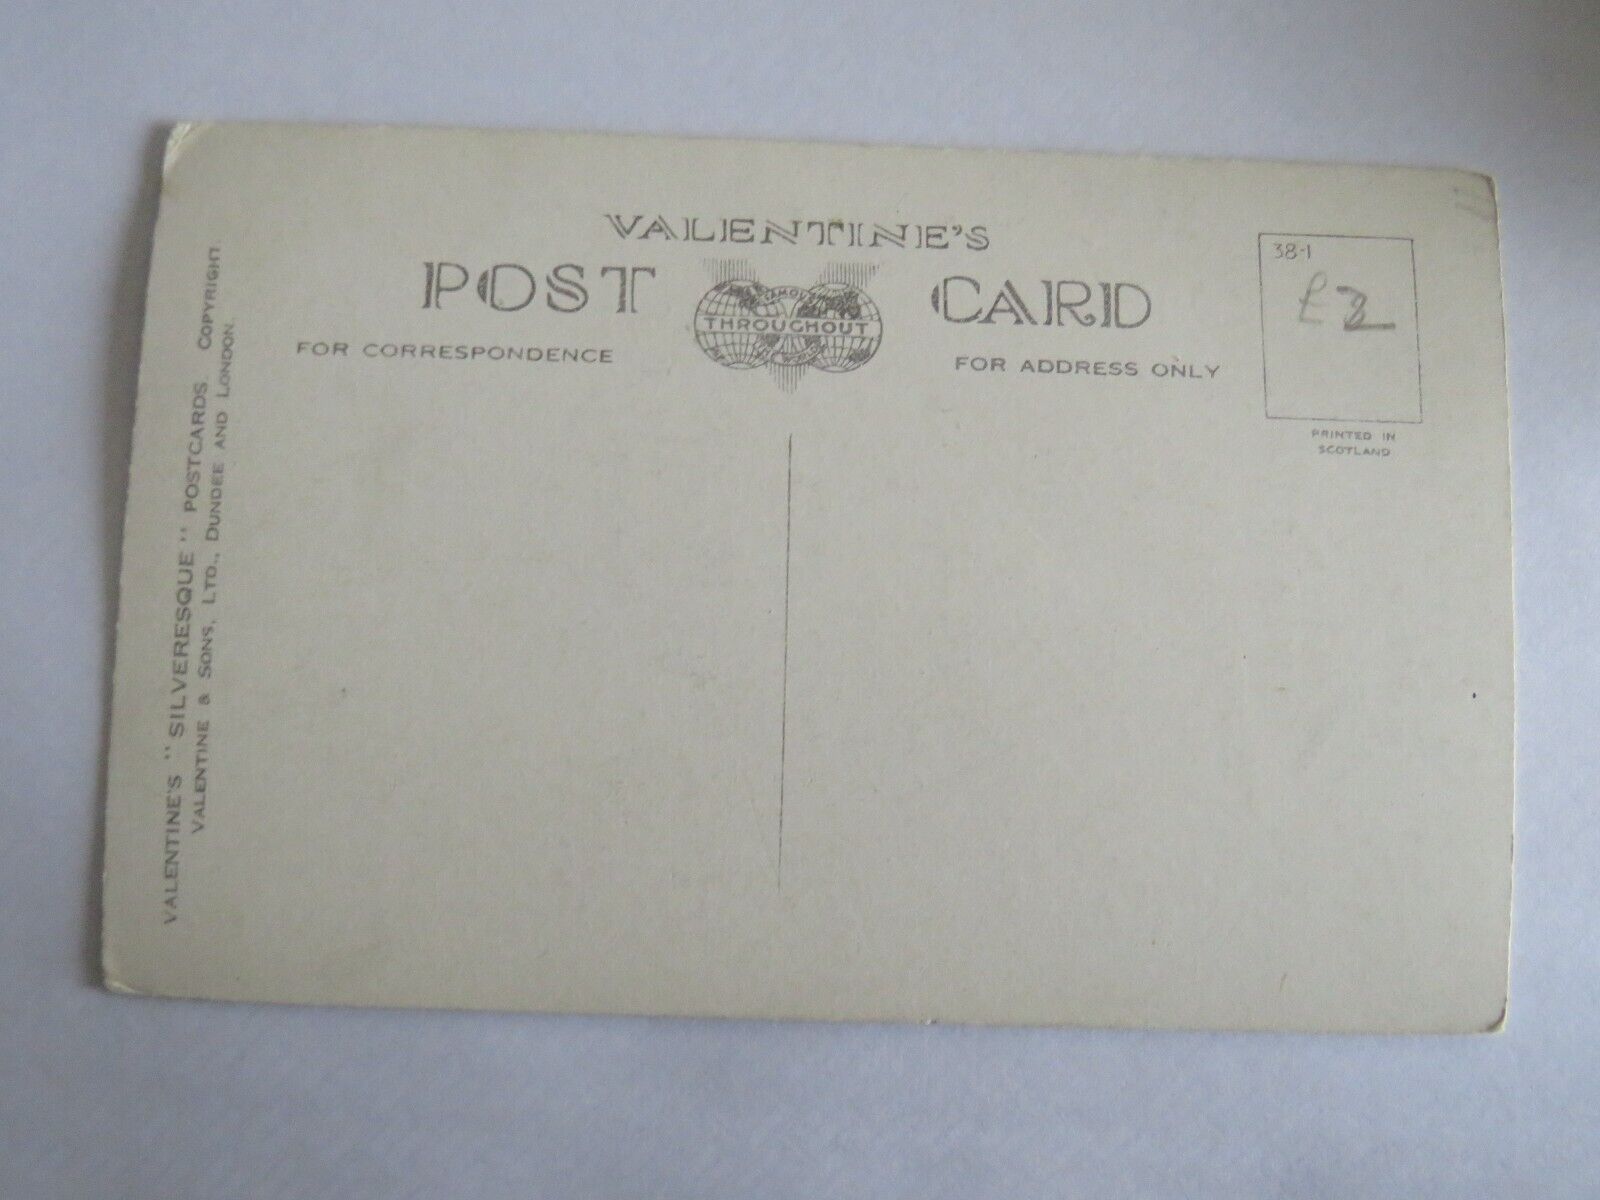 VALENTINE'S
POST CARD
FAMOUS
THROUGHOUT
FOR CORRESPONDENCE
FOR ADDRESS ONLY
38-1
PRINTED IN
SCOTLAND
VALENTINE'S "SILVERESQUE" POSTCARDS. COPYRIGHT.
VALENTINE & SONS, LTD., DUNDEE AND LONDON.